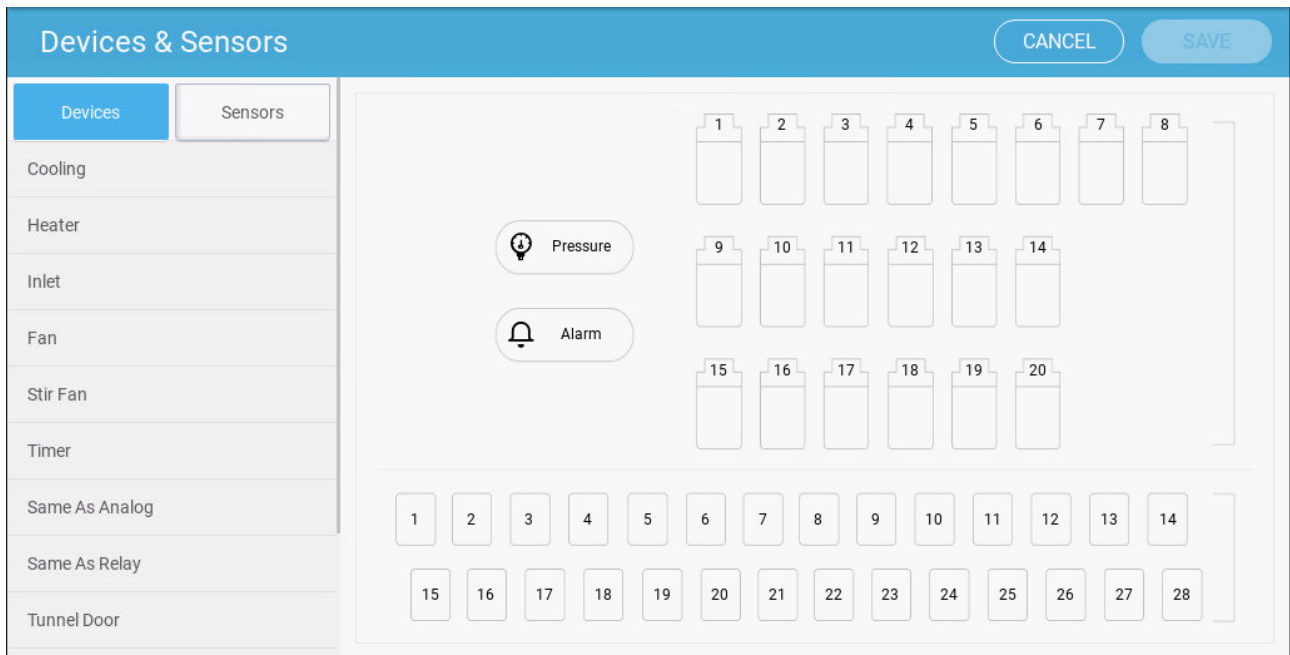 Devices & Sensors CANCEL SAVE
Devices Sensors
Cooling
Heater
Inlet
Fan
Stir Fan
Timer
Same As Analog
Same As Relay
Tunnel Door
1 2 3 4 5 6 7 8
Pressure
9 10 11 12 13 14
Alarm
15 16 17 18 19 20
1 2 3 4 5 6 7 8 9 10 11 12 13 14
15 16 17 18 19 20 21 22 23 24 25 26 27 28